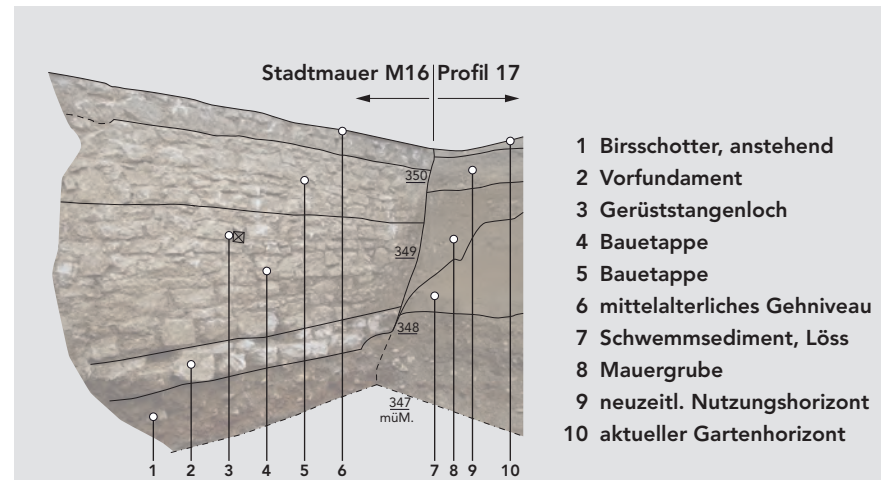 Stadtmauer M16 Profil 17
350
349
348
347
müM.
1 2 3 4 5 6 7 8 9 10
1 Birsschotter, anstehend
2 Vorfundament
3 Gerüststangenloch
4 Bauetappe
5 Bauetappe
6 mittelalterliches Gehniveau
7 Schwemmsediment, Löss
8 Mauergrube
9 neuzeitl. Nutzungshorizont
10 aktueller Gartenhorizont